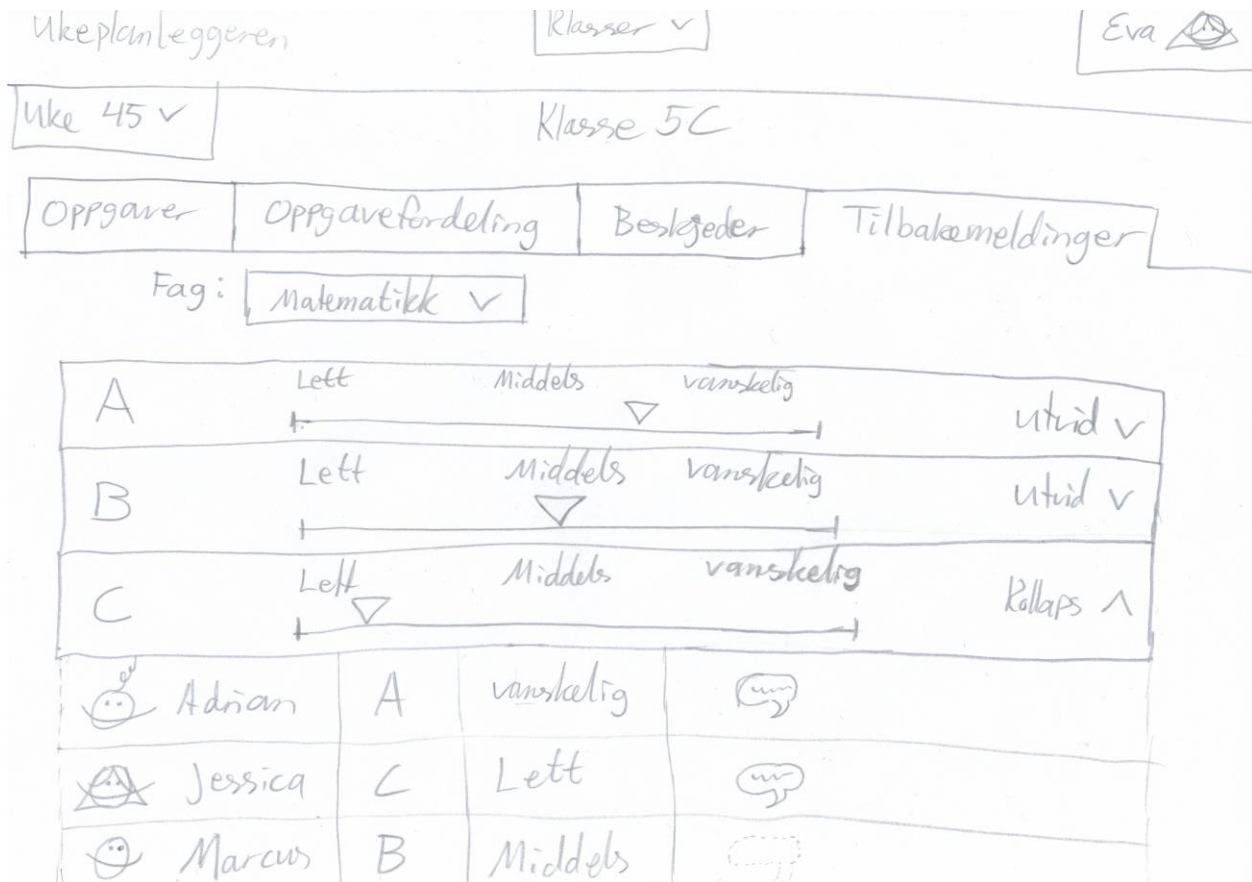 Ukeplanleggeren Klasser Eva
Uke 45 Klasse 5C
Oppgaver Oppgavefordeling Beskjeder Tilbakemeldinger
Fag: Matematikk
Lett Middels vanskelig
A Utvid
Lett Middels vanskelig
B Utvid
Lett Middels vanskelig
C Kollaps
Adrian A vanskelig
Jessica C Lett
Marcus B Middels